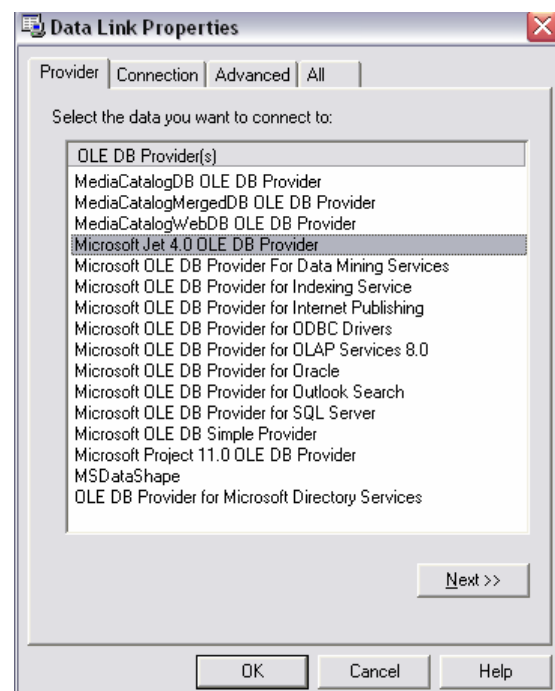 Data Link Properties
Provider Connection Advanced All
Select the data you want to connect to:
OLE DB Provider(s)
MediaCatalogDB OLE DB Provider
MediaCatalogMergedDB OLE DB Provider
MediaCatalogWebDB OLE DB Provider
Microsoft Jet 4.0 OLE DB Provider
Microsoft OLE DB Provider For Data Mining Services
Microsoft OLE DB Provider for Indexing Service
Microsoft OLE DB Provider for Internet Publishing
Microsoft OLE DB Provider for ODBC Drivers
Microsoft OLE DB Provider for OLAP Services 8.0
Microsoft OLE DB Provider for Oracle
Microsoft OLE DB Provider for Outlook Search
Microsoft OLE DB Provider for SQL Server
Microsoft OLE DB Simple Provider
Microsoft Project 11.0 OLE DB Provider
MSDataShape
OLE DB Provider for Microsoft Directory Services
Next >>
OK Cancel Help